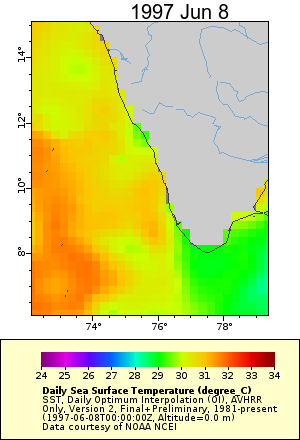 1997 Jun 8
14°
12°
10°
8°
74°
76°
78°
24 25 26 27 28 29 30 31 32 33 34
Daily Sea Surface Temperature (degree_C)
SST, Daily Optimum Interpolation (OI), AVHRR
Only, Version 2, Final+Preliminary, 1981-present
(1997-06-08T00:00:00Z, Altitude=0.0 m)
Data courtesy of NOAA NCEI